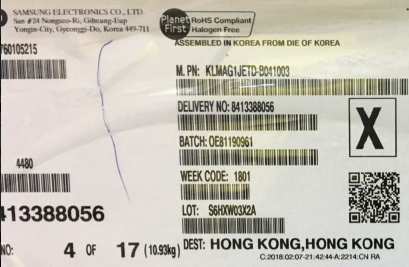 SAMSUNG ELECTRONICS CO., LTD.
San #24 Nongseo-Ri, Giheung-Eup
Yongin-City, Gyeonggi-Do, Korea 449-711
Planet First
RoHS Compliant
Halogen Free
ASSEMBLED IN KOREA FROM DIE OF KOREA
760105215
M. PN: KLMAG1JETD-B041003
DELIVERY NO: 8413388056
X
BATCH: OE81190961
4480
WEEK CODE: 1801
413388056
LOT: S6HXW03X2A
NO: 4 OF 17 (10.93kg)
DEST: HONG KONG,HONG KONG
C:2018:02:07-21:42:44-A:2214:CN RA